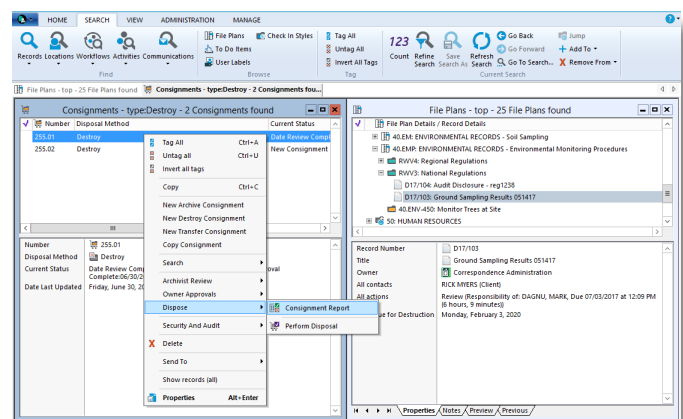 HOME SEARCH VIEW ADMINISTRATION MANAGE
Records Locations Workflows Activities Communications
Find
File Plans Check In Styles
To Do Items
User Labels
Browse
Tag All
Untag All
Invert All Tags
Tag
123
Count Refine Search Save Search As Refresh Search
Go Back Jump
Go Forward + Add To
Go To Search... X Remove From
Current Search
File Plans - top - 25 File Plans found Consignments - type:Destroy - 2 Consignments fou...
Consignments - type:Destroy - 2 Consignments found
Number Disposal Method Current Status
255.01 Destroy Date Review Compl
255.02 Destroy New Consignment
Tag All Ctrl+A
Untag all Ctrl+U
Invert all tags
Copy Ctrl+C
New Archive Consignment
New Destroy Consignment
New Transfer Consignment
Copy Consignment
Search
Archivist Review
Owner Approvals
Dispose
Security And Audit
X Delete
Send To
Show records (all)
Properties Alt+Enter
Consignment Report
Perform Disposal
Number 255.01
Disposal Method Destroy
Current Status Date Review Comp oval
Complete:06/30/2
Date Last Updated Friday, June 30, 20
File Plans - top - 25 File Plans found
File Plan Details / Record Details
40.EM: ENVIRONMENTAL RECORDS - Soil Sampling
40.EMP: ENVIRONMENTAL RECORDS - Environmental Monitoring Procedures
RWV4: Regional Regulations
RWV3: National Regulations
D17/104: Audit Disclosure - reg1238
D17/103: Ground Sampling Results 051417
40.ENV-450: Monitor Trees at Site
50: HUMAN RESOURCES
Record Number D17/103
Title Ground Sampling Results 051417
Owner Correspondence Administration
All contacts RICK MYERS (Client)
All actions Review (Responsibility of: DAGNU, MARK, Due 07/03/2017 at 12:09 PM
(6 hours, 9 minutes))
ue for Destruction Monday, February 3, 2020
Properties Notes Preview Previous